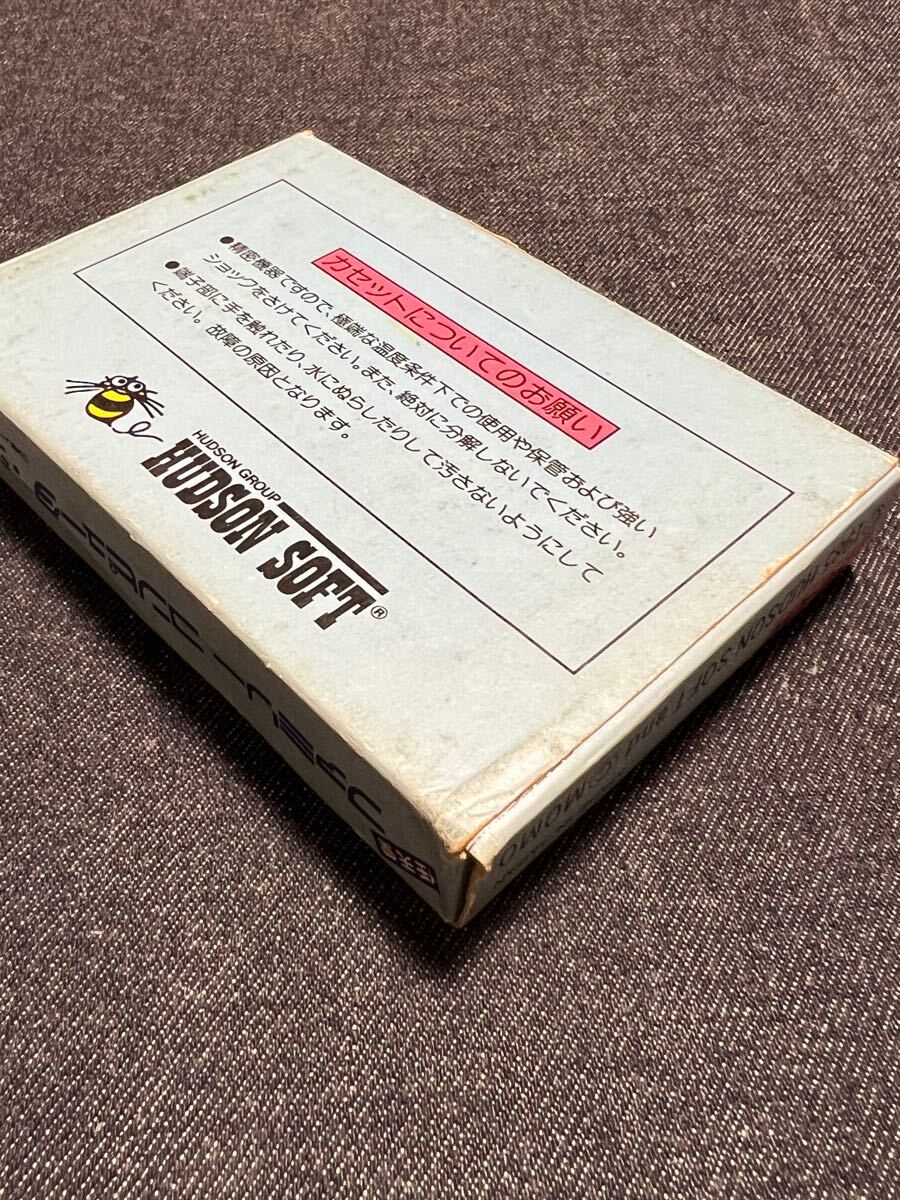 カセットについてのお願い
●精密機器ですので、極端な温度条件下での使用や保管および強い
ショックをさけてください。また、絶対に分解しないでください。
●端子部に手を触れたり、水にぬらしたりして汚さないようにして
ください。故障の原因となります。
HUDSON GROUP
HUDSON SOFT®
HUDSON SOFT and